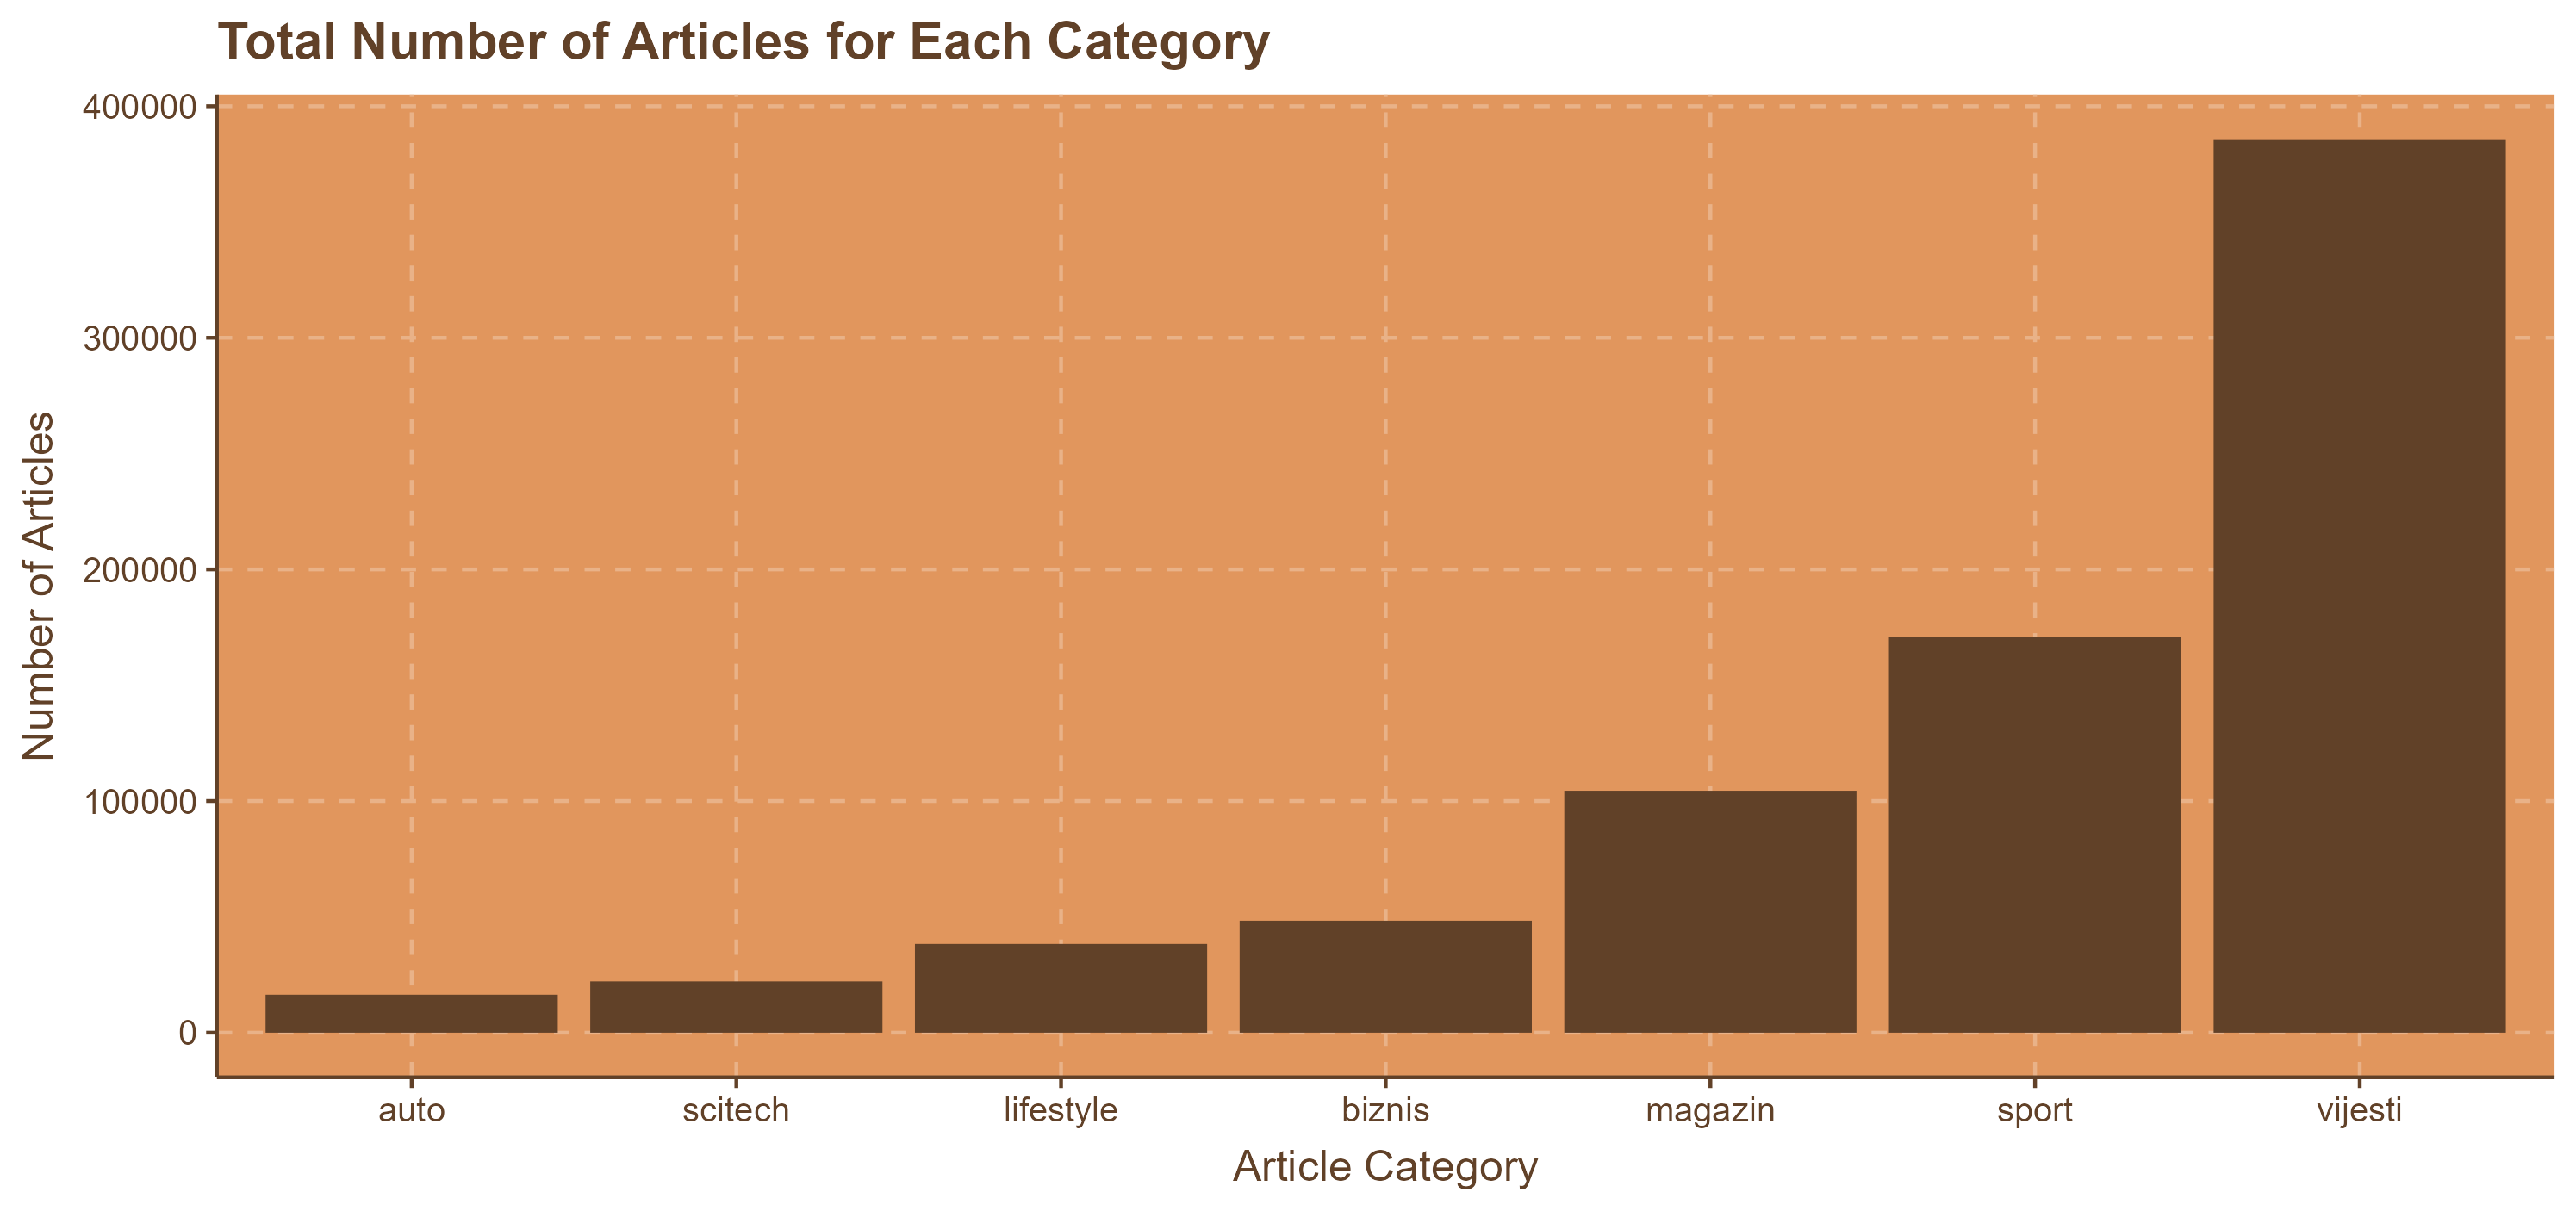 Total Number of Articles for Each Category
400000
300000
200000
100000
0
Number of Articles
auto scitech lifestyle biznis magazin sport vijesti
Article Category